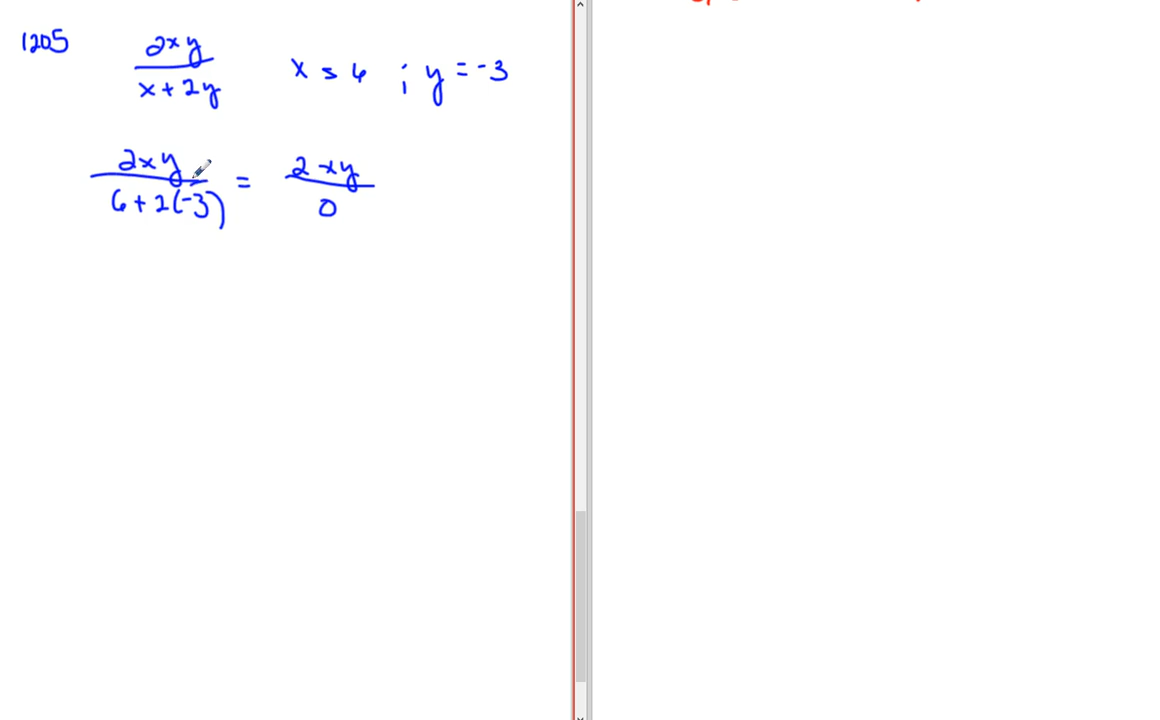 1205 2xy/x+2y x = 6 ; y = -3
2xy/6+2(-3) = 2xy/0